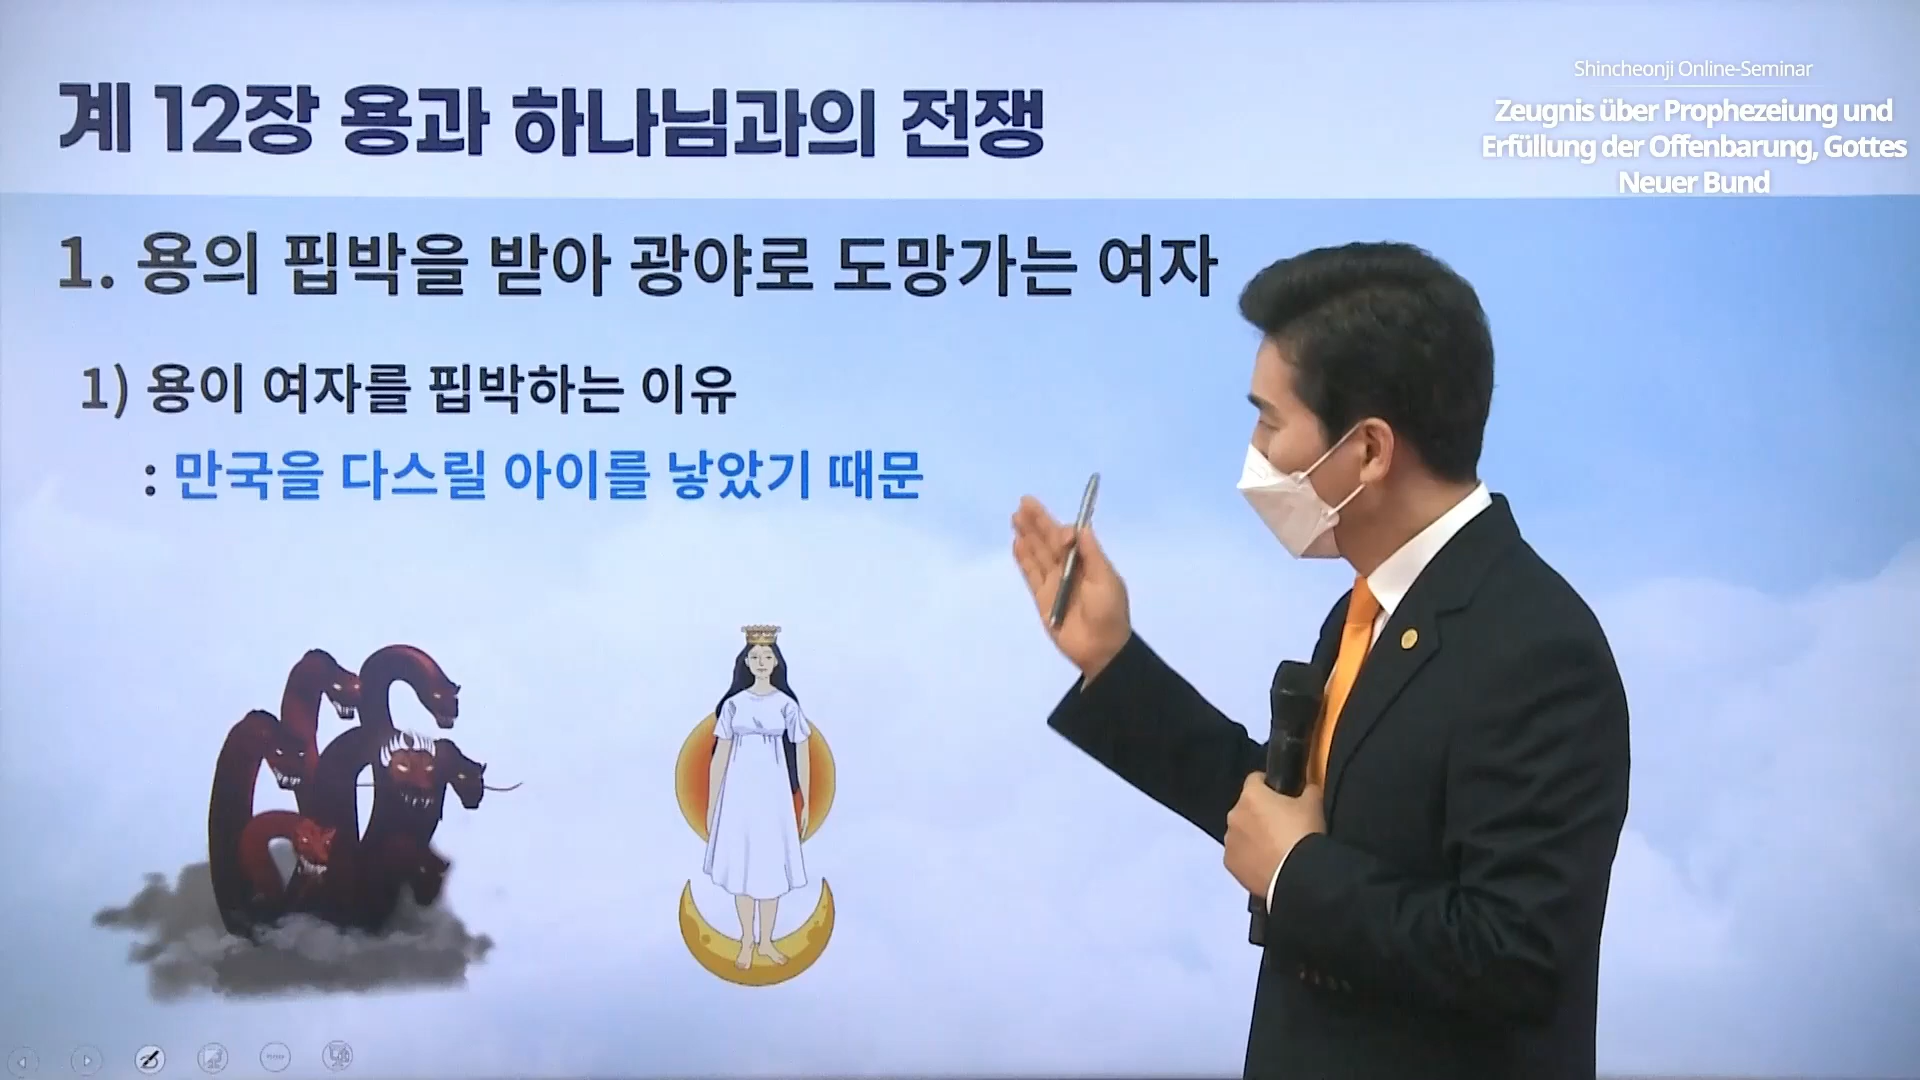 계 12장 용과 하나님과의 전쟁
Shincheonji Online-Seminar
Zeugnis über Prophezeiung und
Erfüllung der Offenbarung, Gottes
Neuer Bund
1. 용의 핍박을 받아 광야로 도망가는 여자
1) 용이 여자를 핍박하는 이유
: 만국을 다스릴 아이를 낳았기 때문